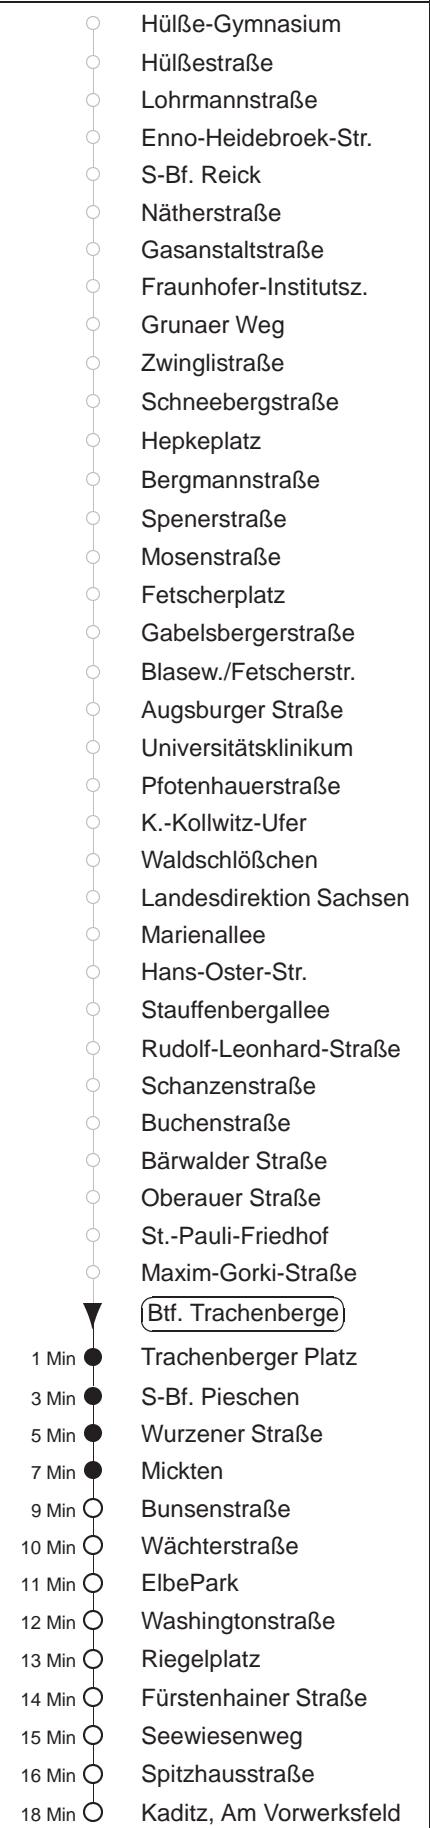 Hülße-Gymnasium
Hülßestraße
Lohrmannstraße
Enno-Heidebroek-Str.
S-Bf. Reick
Nätherstraße
Gasanstaltstraße
Fraunhofer-Institutsz.
Grunaer Weg
Zwinglistraße
Schneebergstraße
Hepkeplatz
Bergmannstraße
Spenerstraße
Mosenstraße
Fetscherplatz
Gabelsbergerstraße
Blasew./Fetscherstr.
Augsburger Straße
Universitätsklinikum
Pfotenhauerstraße
K.-Kollwitz-Ufer
Waldschlößchen
Landesdirektion Sachsen
Marienallee
Hans-Oster-Str.
Stauffenbergallee
Rudolf-Leonhard-Straße
Schanzenstraße
Buchenstraße
Bärwalder Straße
Oberauer Straße
St.-Pauli-Friedhof
Maxim-Gorki-Straße
Btf. Trachenberge
1 Min Trachenberger Platz
3 Min S-Bf. Pieschen
5 Min Wurzener Straße
7 Min Mickten
9 Min Bunsenstraße
10 Min Wächterstraße
11 Min ElbePark
12 Min Washingtonstraße
13 Min Riegelplatz
14 Min Fürstenhainer Straße
15 Min Seewiesenweg
16 Min Spitzhausstraße
18 Min Kaditz, Am Vorwerksfeld